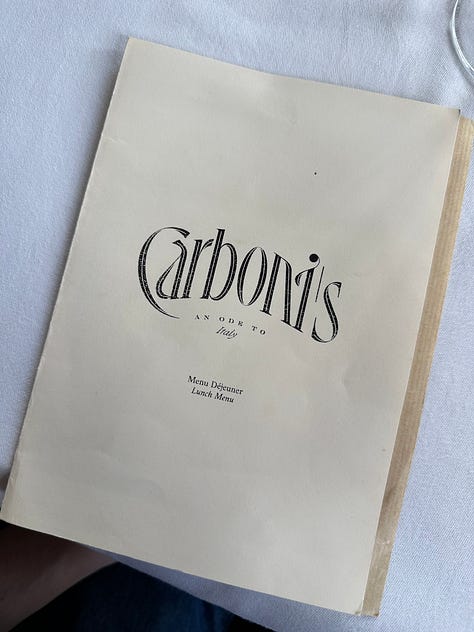 Carboni's
AN ODE TO
Italy
Menu Déjeuner
Lunch Menu